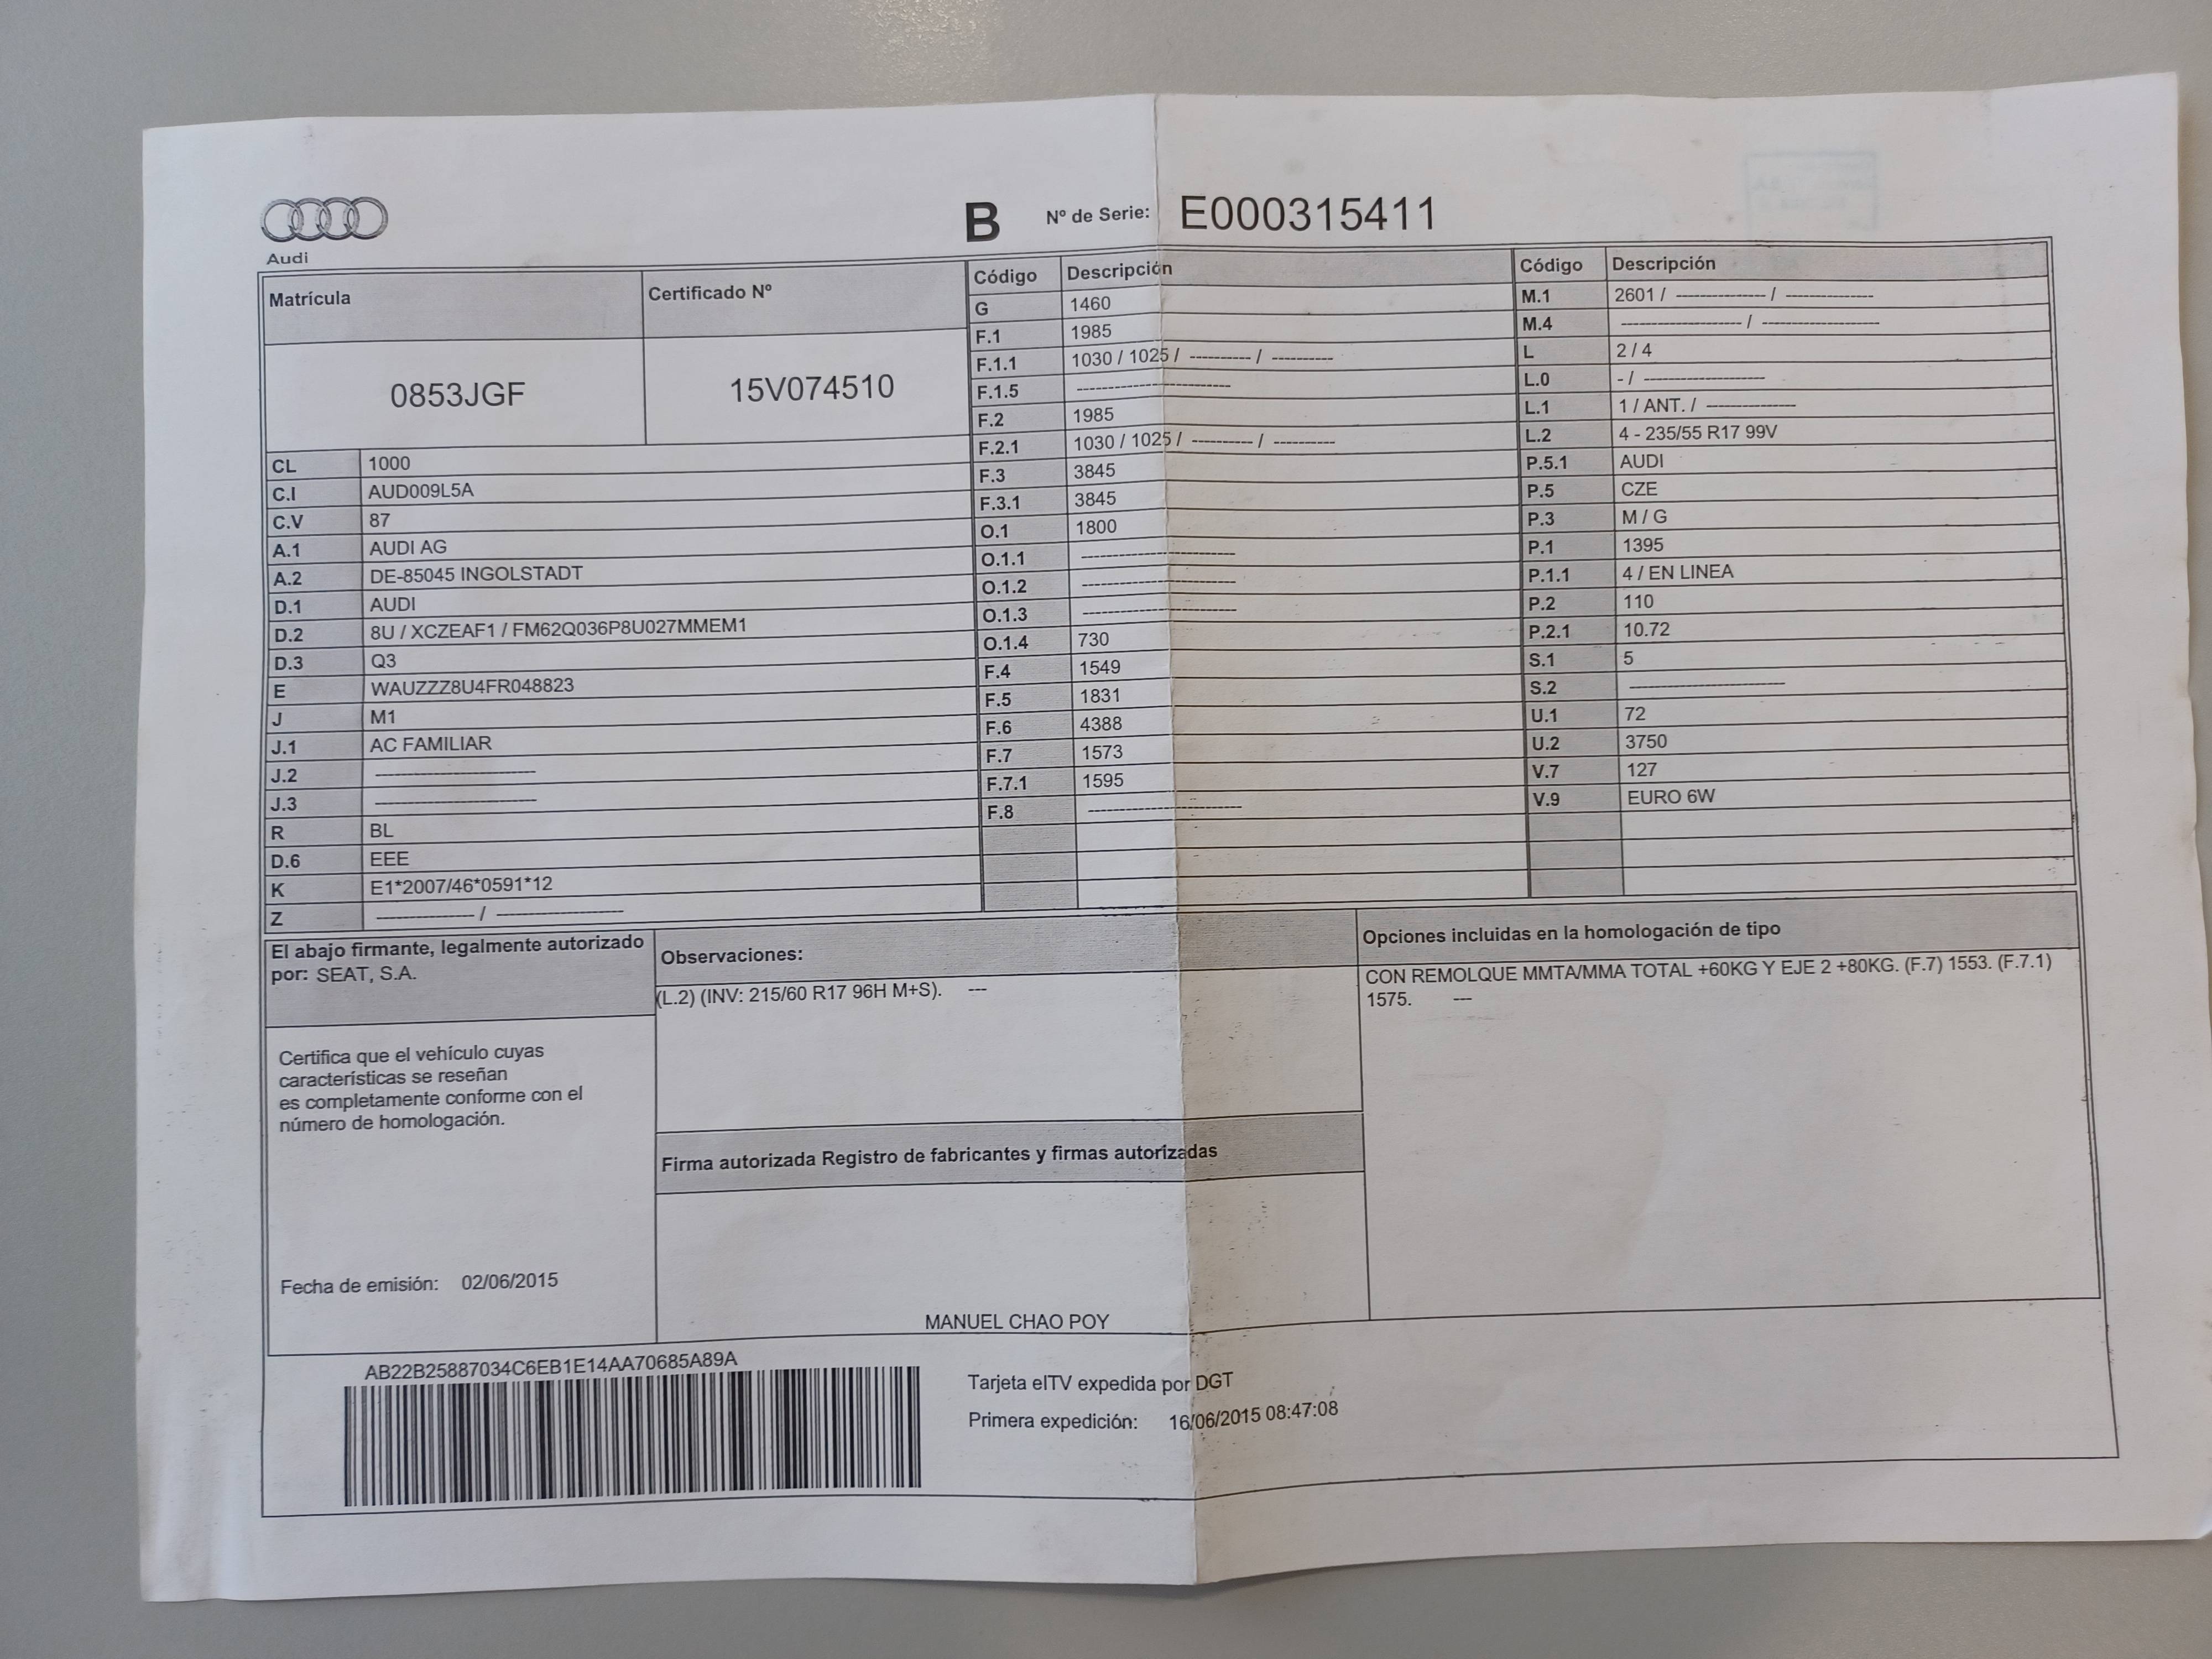 Audi
B Nº de Serie: E000315411
Matrícula Certificado Nº
0853JGF 15V074510
CL 1000
C.I AUD009L5A
C.V 87
A.1 AUDI AG
A.2 DE-85045 INGOLSTADT
D.1 AUDI
D.2 8U / XCZEAF1 / FM62Q036P8U027MMEM1
D.3 Q3
E WAUZZZ8U4FR048823
J M1
J.1 AC FAMILIAR
J.2 -------------------------
J.3 -------------------------
R BL
D.6 EEE
K E1*2007/46*0591*12
Z --------------- / --------------------
Código Descripción
G 1460
F.1 1985
F.1.1 1030 / 1025 / ---------- / ----------
F.1.5 -------------------------
F.2 1985
F.2.1 1030 / 1025 / ---------- / ----------
F.3 3845
F.3.1 3845
O.1 1800
O.1.1 -------------------------
O.1.2 -------------------------
O.1.3 -------------------------
O.1.4 730
F.4 1549
F.5 1831
F.6 4388
F.7 1573
F.7.1 1595
F.8 -------------------------
Código Descripción
M.1 2601 / --------------- / ---------------
M.4 -------------------- / --------------------
L 2 / 4
L.0 - / --------------------
L.1 1 / ANT. / ---------------
L.2 4 - 235/55 R17 99V
P.5.1 AUDI
P.5 CZE
P.3 M / G
P.1 1395
P.1.1 4 / EN LINEA
P.2 110
P.2.1 10.72
S.1 5
S.2 -------------------------
U.1 72
U.2 3750
V.7 127
V.9 EURO 6W
El abajo firmante, legalmente autorizado
por: SEAT, S.A.
Certifica que el vehículo cuyas
características se reseñan
es completamente conforme con el
número de homologación.
Fecha de emisión: 02/06/2015
Observaciones:
(L.2) (INV: 215/60 R17 96H M+S). ---
Firma autorizada Registro de fabricantes y firmas autorizadas
MANUEL CHAO POY
Opciones incluidas en la homologación de tipo
CON REMOLQUE MMTA/MMA TOTAL +60KG Y EJE 2 +80KG. (F.7) 1553. (F.7.1)
1575. ---
AB22B25887034C6EB1E14AA70685A89A
Tarjeta eITV expedida por DGT
Primera expedición: 16/06/2015 08:47:08